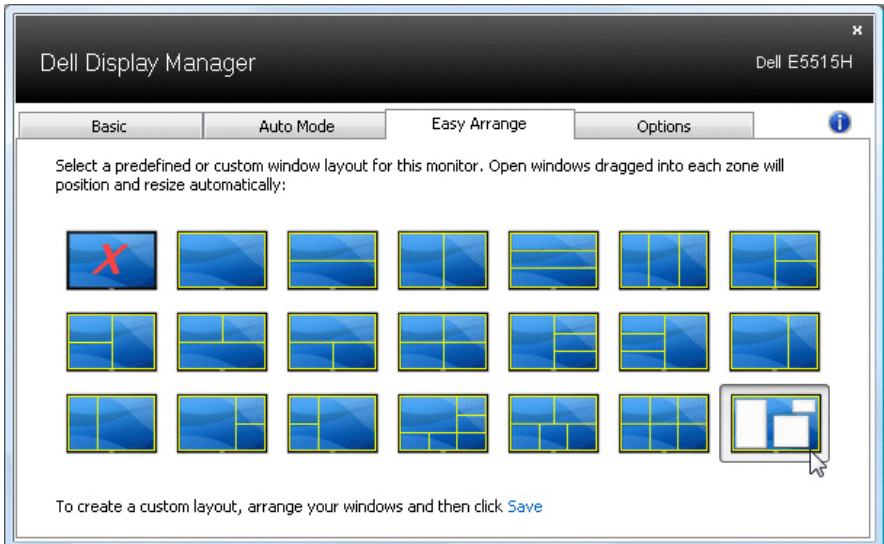 x
Dell Display Manager
Dell E5515H
Basic
Auto Mode
Easy Arrange
Options
i
Select a predefined or custom window layout for this monitor. Open windows dragged into each zone will
position and resize automatically:
X
To create a custom layout, arrange your windows and then click Save